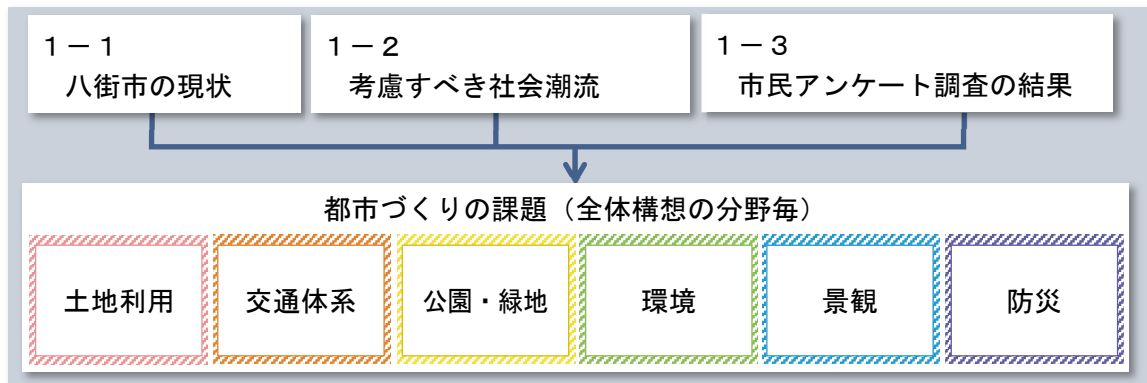 １－１
八街市の現状
１－２
考慮すべき社会潮流
１－３
市民アンケート調査の結果
都市づくりの課題（全体構想の分野毎）
土地利用
交通体系
公園・緑地
環境
景観
防災